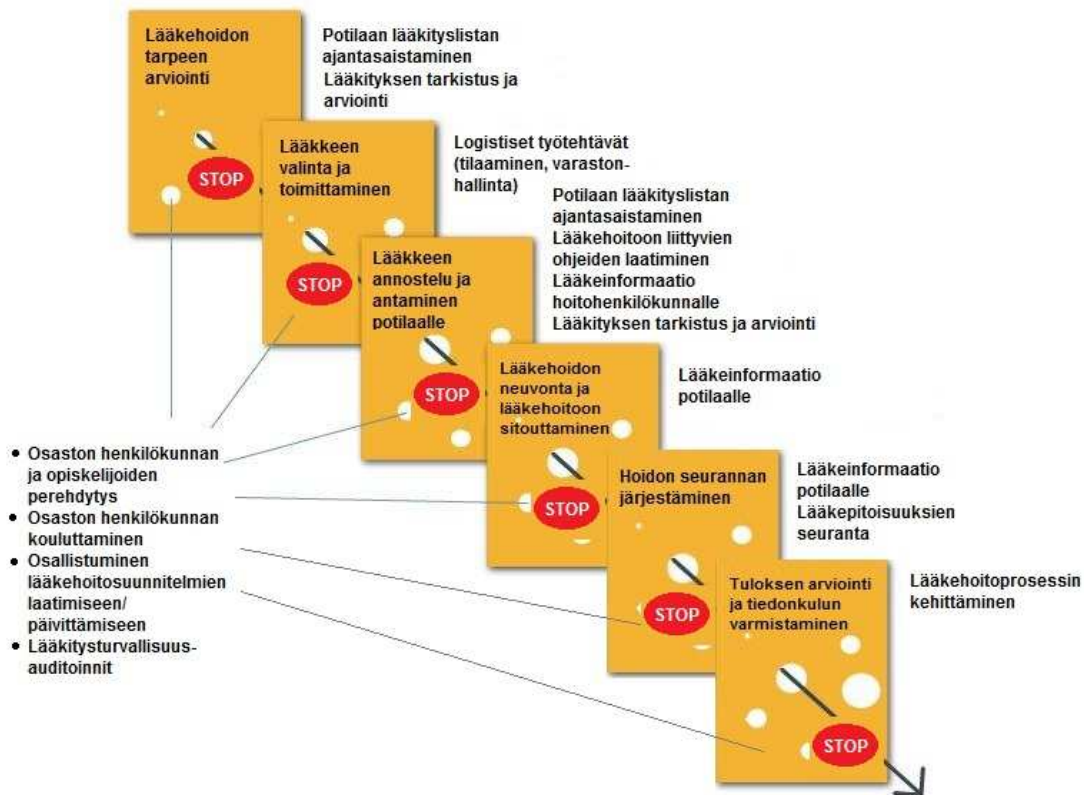 Lääkehoidon
tarpeen
arviointi
Potilaan lääkityslistan
ajantasaistaminen
Lääkityksen tarkistus ja
arviointi
STOP
Lääkkeen
valinta ja
toimittaminen
Logistiset työtehtävät
(tilaaminen, varaston-
hallinta)
STOP
Lääkkeen
annostelu ja
antaminen
potilaalle
Potilaan lääkityslistan
ajantasaistaminen
Lääkehoitoon liittyvien
ohjeiden laatiminen
Lääkeinformaatio
hoitohenkilökunnalle
Lääkityksen tarkistus ja arviointi
STOP
Lääkehoidon
neuvonta ja
lääkehoitoon
sitouttaminen
Lääkeinformaatio
potilaalle
STOP
Hoidon seurannan
järjestäminen
Lääkeinformaatio
potilaalle
Lääkepitoisuuksien
seuranta
STOP
Tuloksen arviointi
ja tiedonkulun
varmistaminen
Lääkehoitoprosessin
kehittäminen
STOP
• Osaston henkilökunnan
ja opiskelijoiden
perehdytys
• Osaston henkilökunnan
kouluttaminen
• Osallistuminen
lääkehoitosuunnitelmien
laatimiseen/
päivittämiseen
• Lääkitysturvallisuus-
auditoinnit